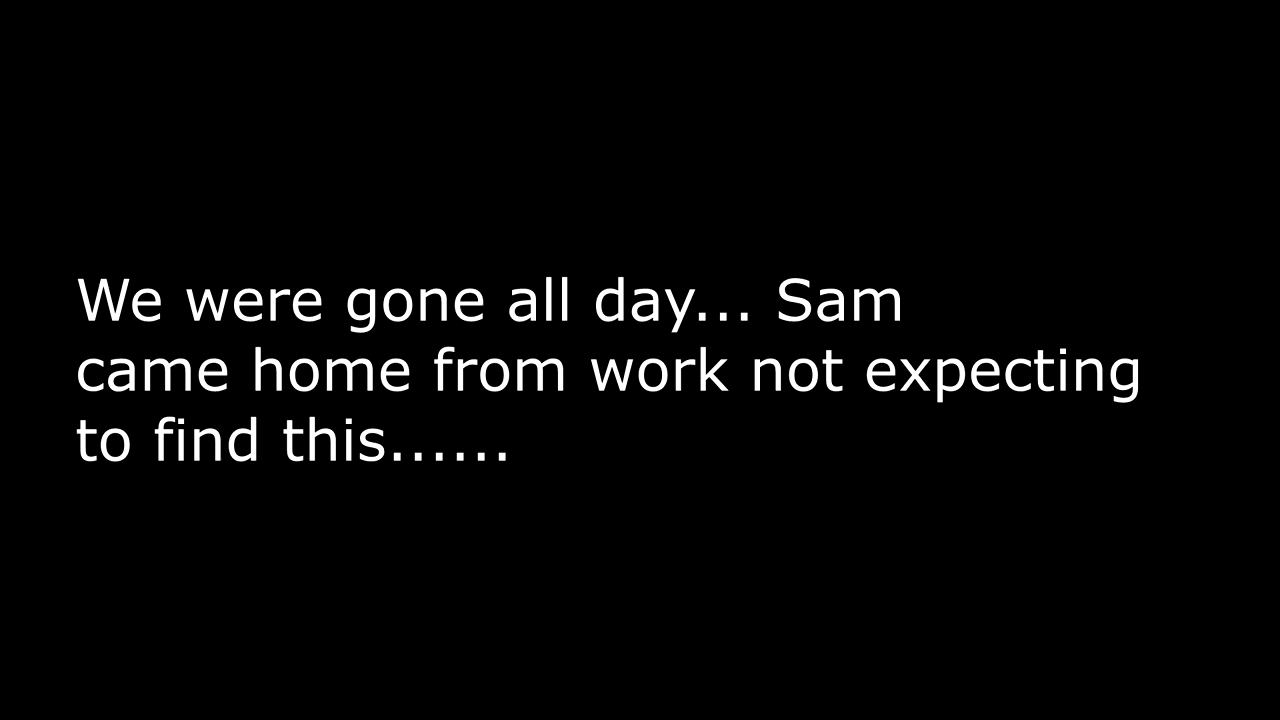 We were gone all day... Sam
came home from work not expecting
to find this......